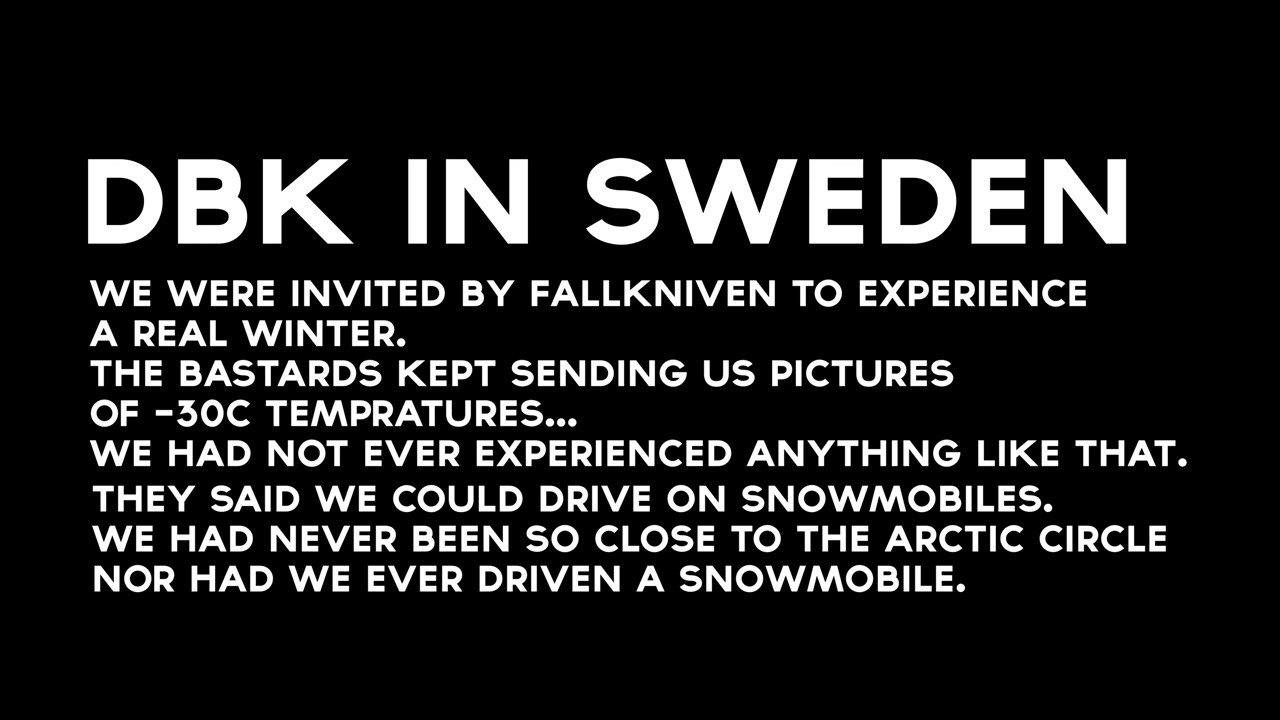 DBK IN SWEDEN
WE WERE INVITED BY FALLKNIVEN TO EXPERIENCE
A REAL WINTER.
THE BASTARDS KEPT SENDING US PICTURES
OF -30C TEMPRATURES...
WE HAD NOT EVER EXPERIENCED ANYTHING LIKE THAT.
THEY SAID WE COULD DRIVE ON SNOWMOBILES.
WE HAD NEVER BEEN SO CLOSE TO THE ARCTIC CIRCLE
NOR HAD WE EVER DRIVEN A SNOWMOBILE.